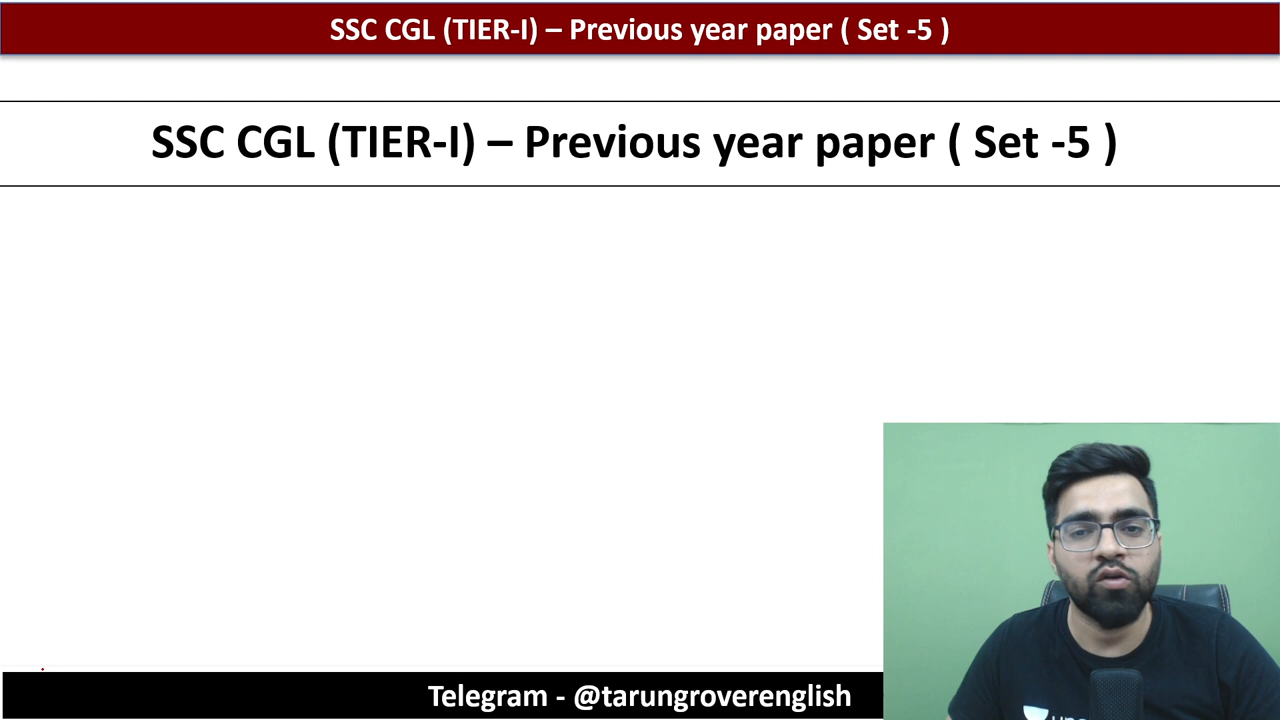 SSC CGL (TIER-I) – Previous year paper ( Set -5 )
SSC CGL (TIER-I) – Previous year paper ( Set -5 )
Telegram - @tarungroverenglish